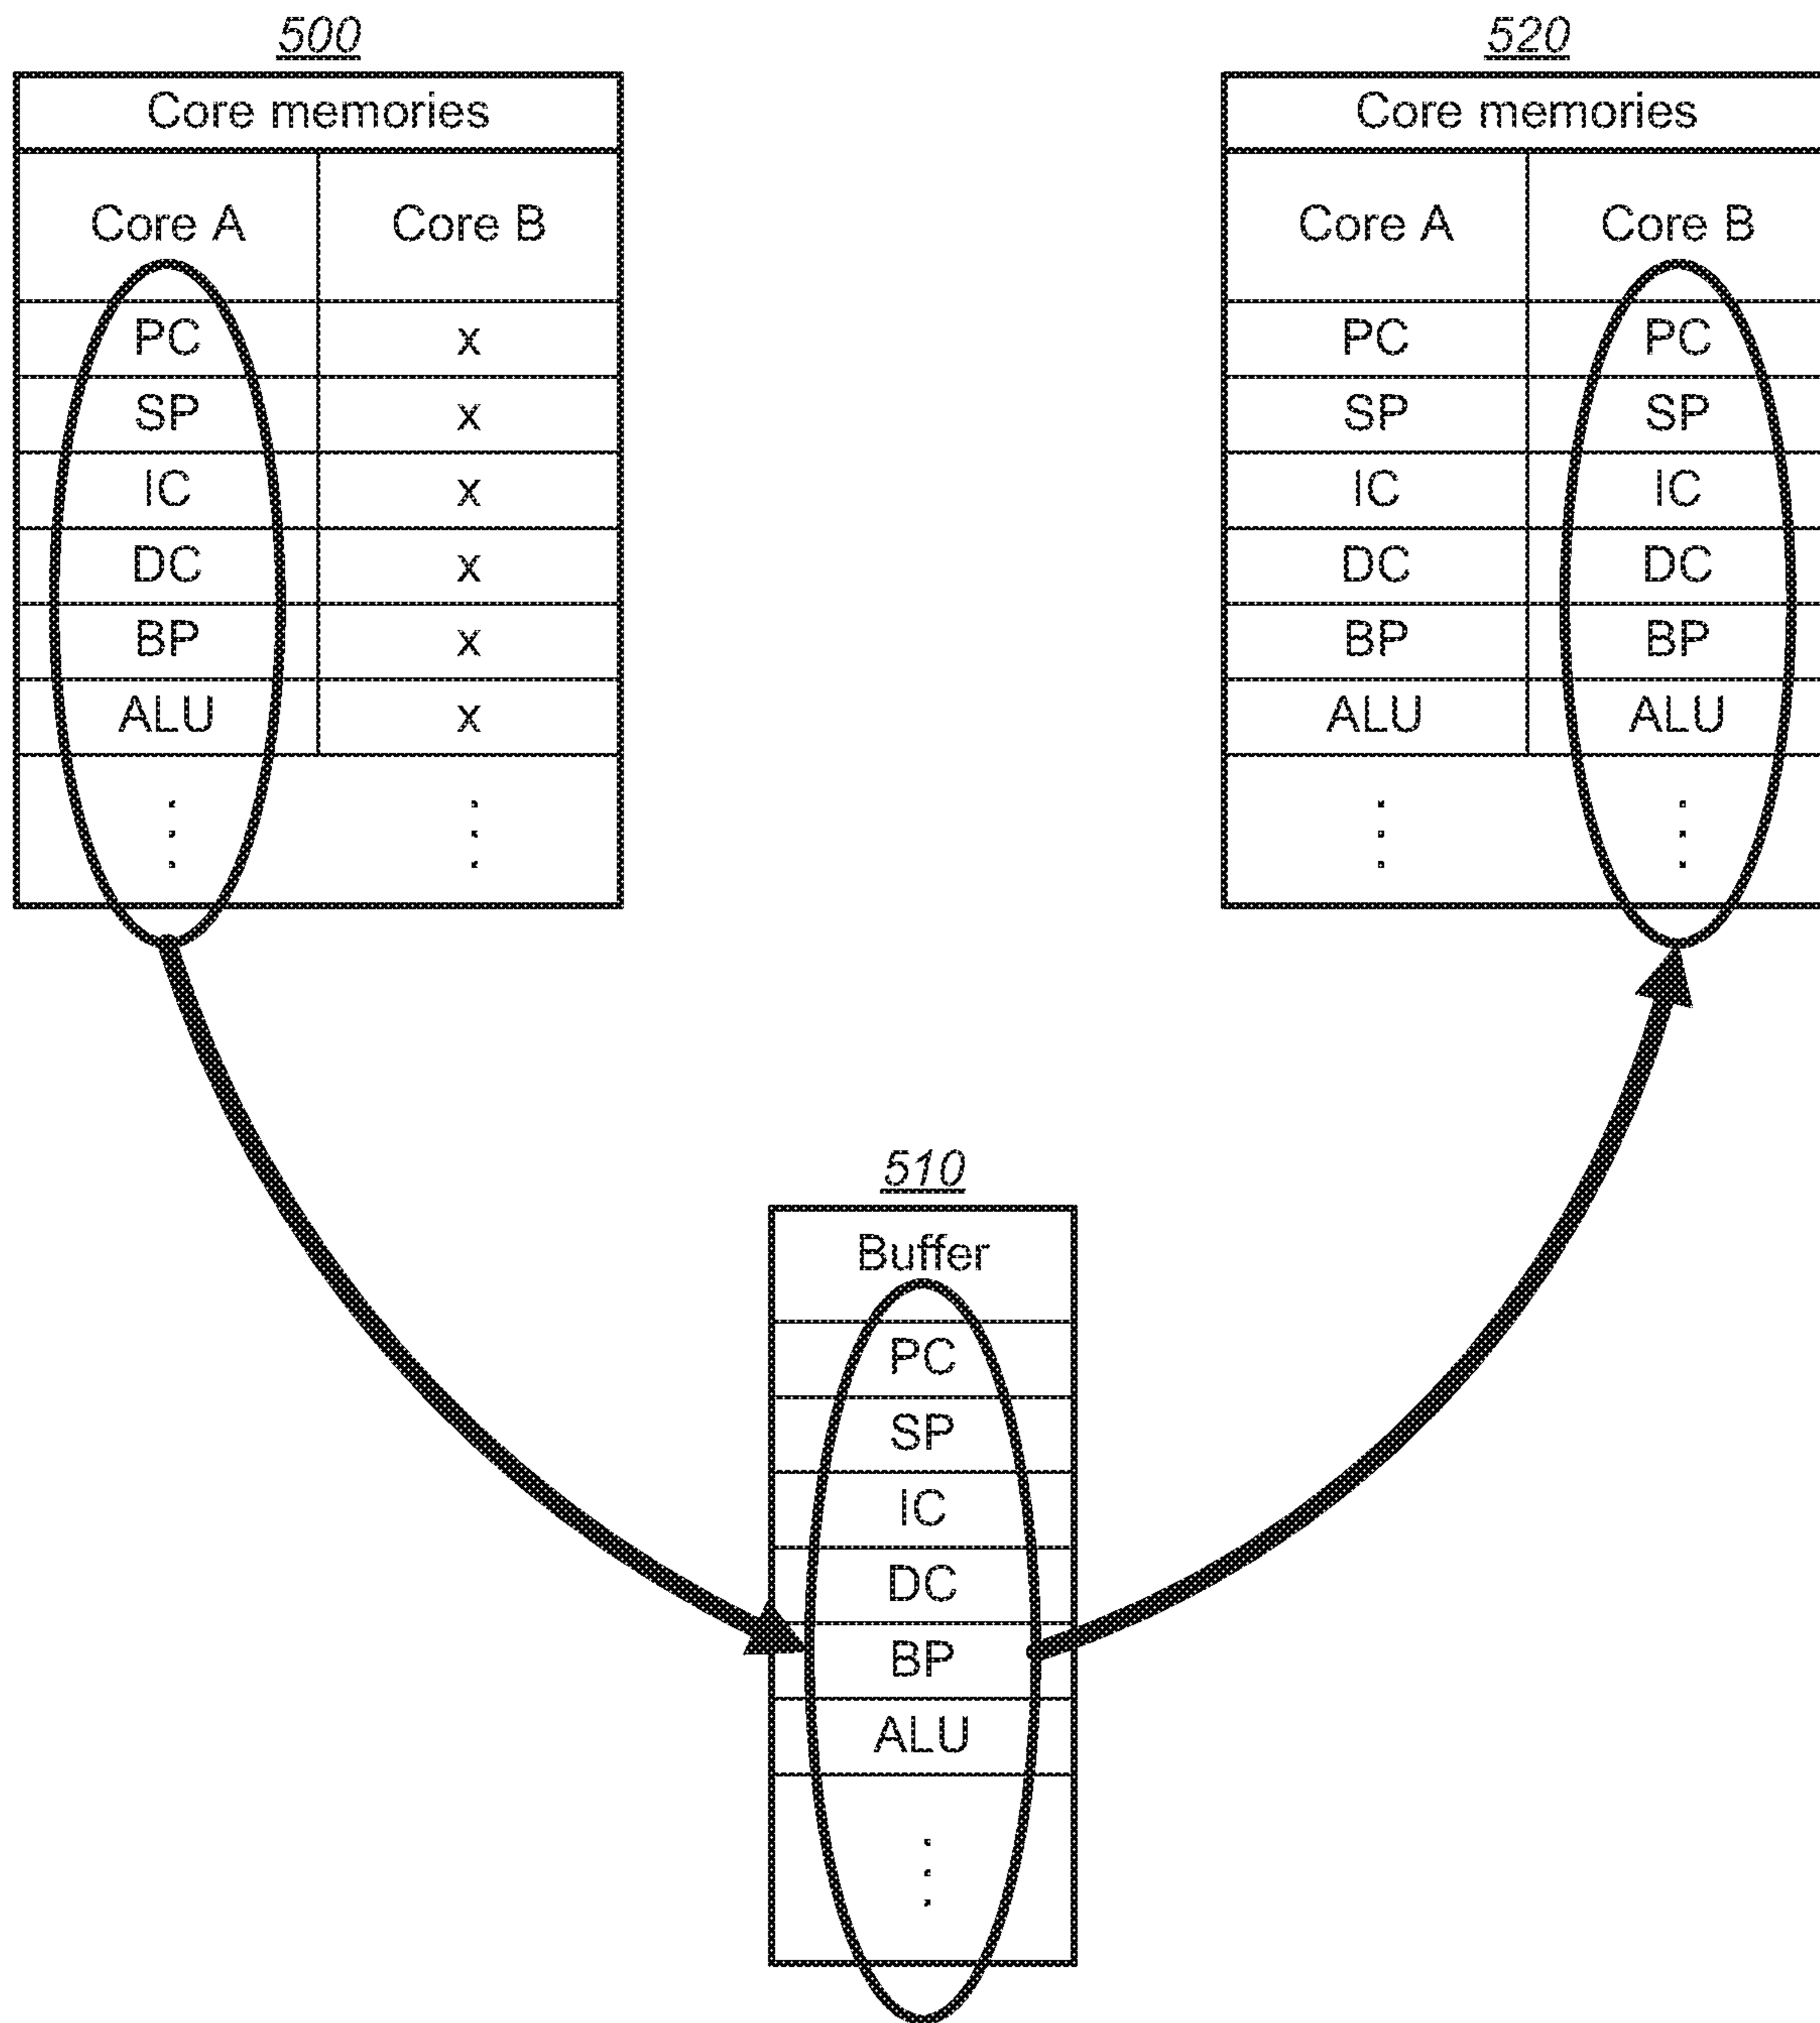 500
Core memories
Core A Core B
PC x
SP x
IC x
DC x
BP x
ALU x
520
Core memories
Core A Core B
PC PC
SP SP
IC IC
DC DC
BP BP
ALU ALU
510
Buffer
PC
SP
IC
DC
BP
ALU